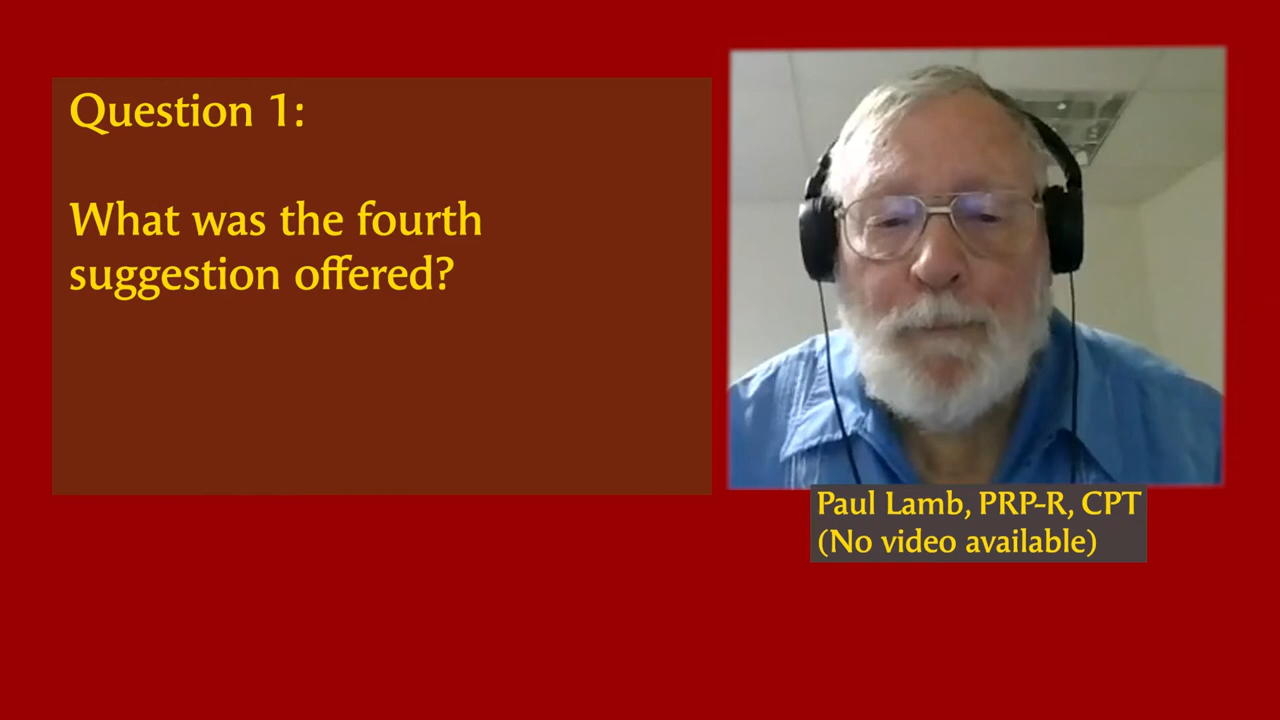 Question 1:
What was the fourth
suggestion offered?
Paul Lamb, PRP-R, CPT
(No video available)